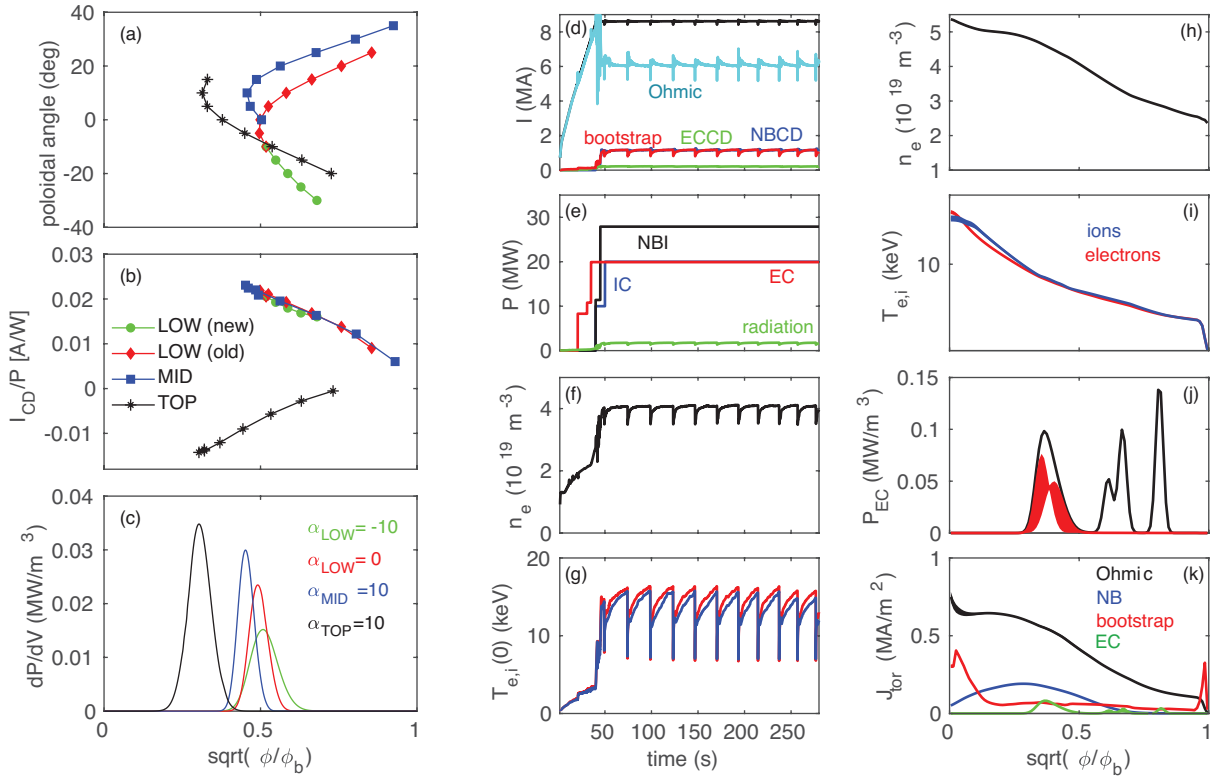 (a)
poloidal angle (deg)
40
20
0
-20
-40
(b)
I_CD/P [A/W]
0.03
0.02
0.01
0
-0.01
LOW (new)
LOW (old)
MID
TOP
(c)
dP/dV (MW/m^3)
0.04
0.03
0.02
0.01
0
α_LOW= -10
α_LOW= 0
α_MID =10
α_TOP=10
0 0.5 1
sqrt( ϕ/ϕ_b)
(d)
I (MA)
8
6
4
2
0
Ohmic
bootstrap ECCD NBCD
(e)
P (MW)
30
20
10
0
NBI
EC
IC
radiation
(f)
n_e (10^19 m^-3)
4
2
0
(g)
T_e,i(0) (keV)
20
15
10
5
0
50 100 150 200 250
time (s)
(h)
n_e (10^19 m^-3)
5
4
3
2
1
(i)
T_e,i (keV)
10
ions
electrons
(j)
P_EC (MW/m^3)
0.15
0.1
0.05
0
(k)
J_tor (MA/m^2)
1
0.5
0
Ohmic
NB
bootstrap
EC
0 0.5 1
sqrt( ϕ/ϕ_b)